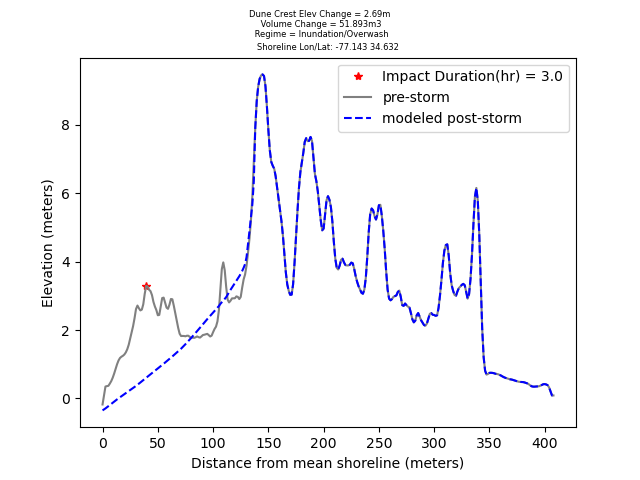 Dune Crest Elev Change = 2.69m
Volume Change = 51.893m3
Regime = Inundation/Overwash
Shoreline Lon/Lat: -77.143 34.632
Impact Duration(hr) = 3.0
pre-storm
modeled post-storm
Elevation (meters)
8
6
4
2
0
0 50 100 150 200 250 300 350 400
Distance from mean shoreline (meters)